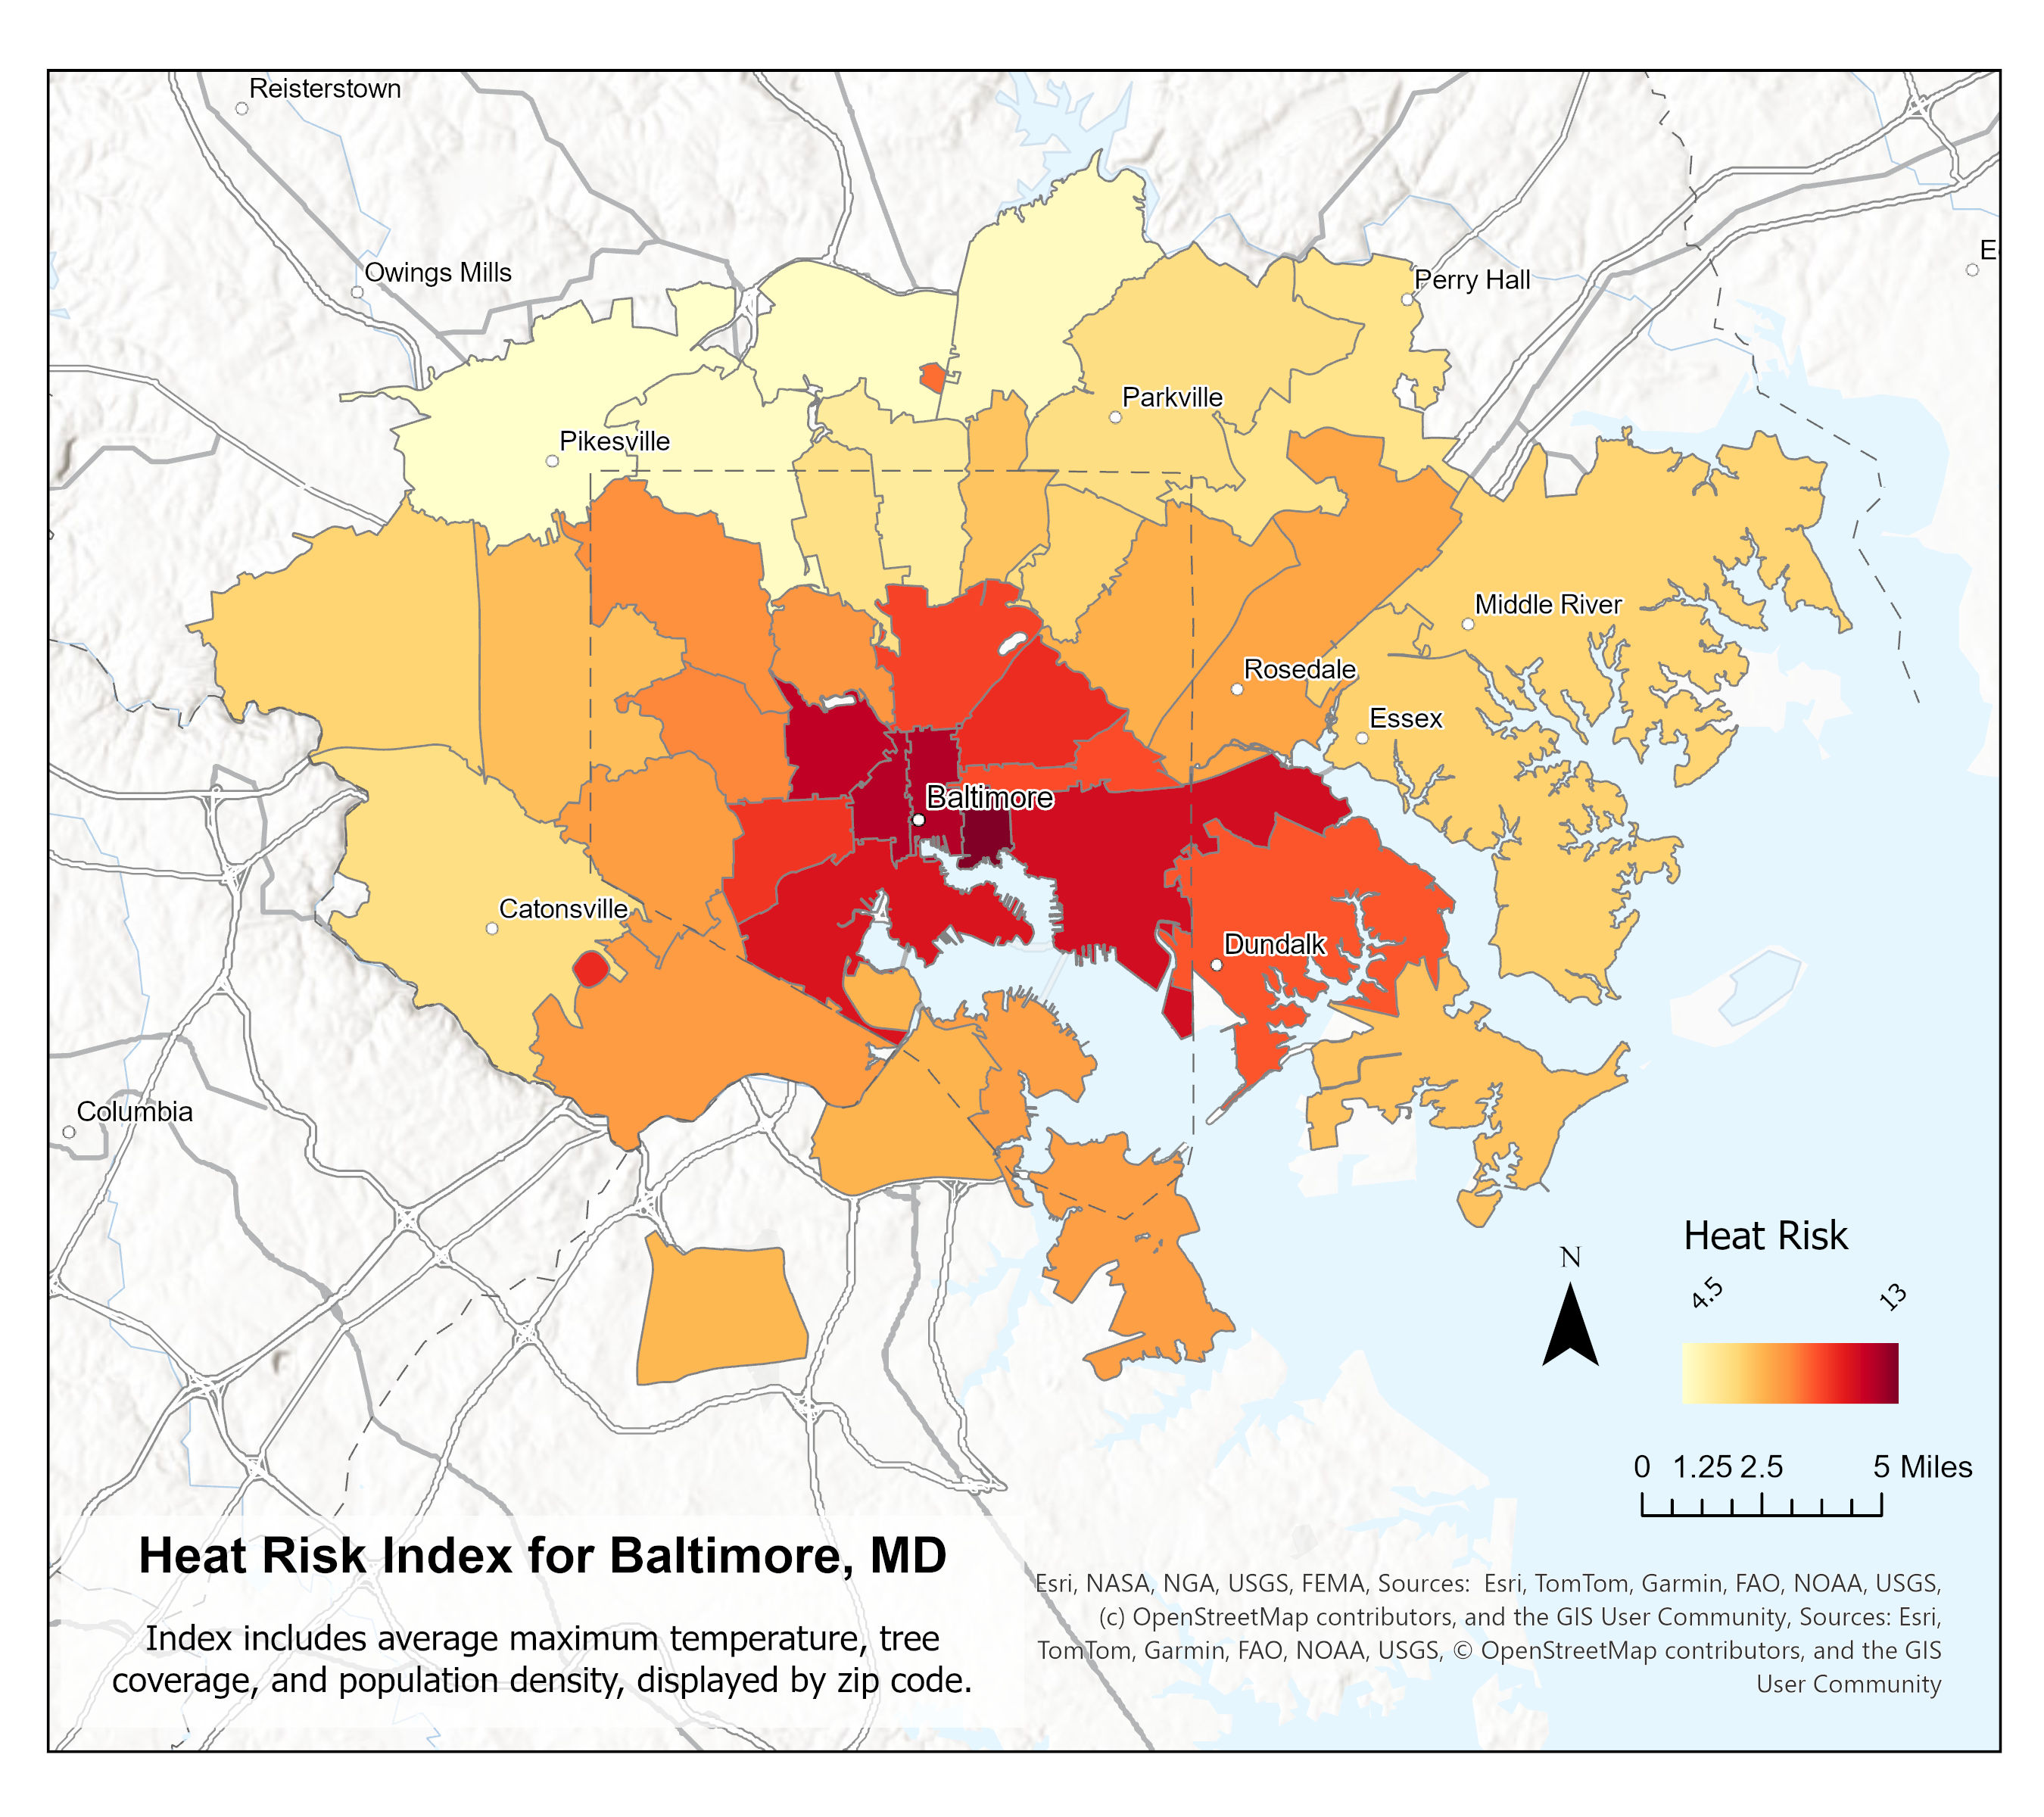 Reisterstown
Owings Mills
E
Perry Hall
Parkville
Pikesville
Middle River
Rosedale
Essex
Baltimore
Catonsville
Dundalk
Columbia
Heat Risk
N
4.5
13
0 1.25 2.5 5 Miles
Heat Risk Index for Baltimore, MD
Index includes average maximum temperature, tree
coverage, and population density, displayed by zip code.
Esri, NASA, NGA, USGS, FEMA, Sources: Esri, TomTom, Garmin, FAO, NOAA, USGS,
(c) OpenStreetMap contributors, and the GIS User Community, Sources: Esri,
TomTom, Garmin, FAO, NOAA, USGS, © OpenStreetMap contributors, and the GIS
User Community